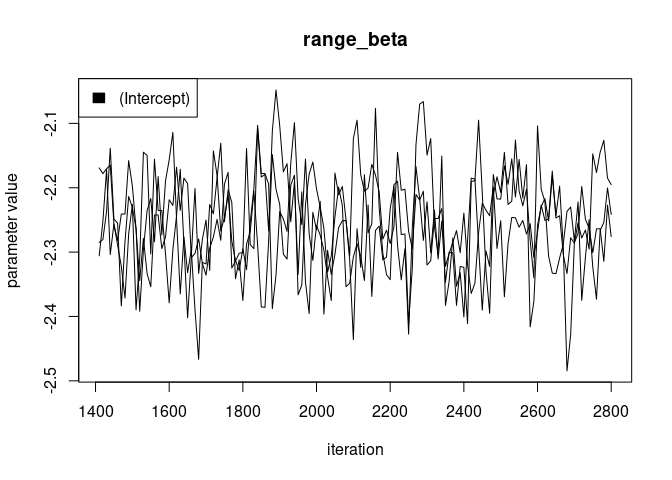 range_beta
(Intercept)
parameter value
-2.1
-2.2
-2.3
-2.4
-2.5
1400 1600 1800 2000 2200 2400 2600 2800
iteration